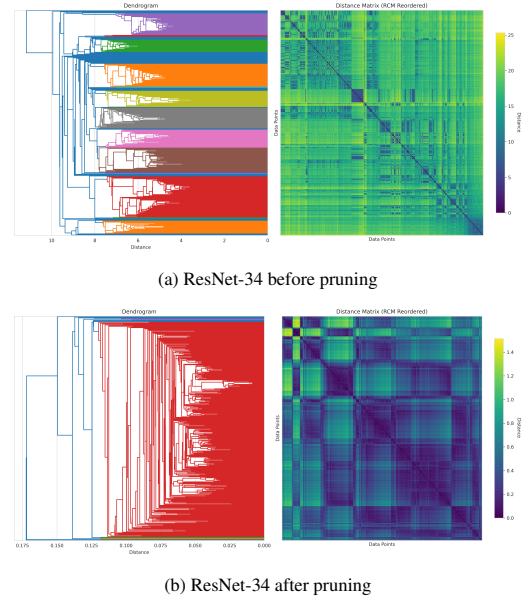 Dendrogram
Distance Matrix (RCM Reordered)
Data Points
25
20
15
10
5
0
Distance
10
8
6
4
2
0
Distance
Data Points
(a) ResNet-34 before pruning
Dendrogram
Distance Matrix (RCM Reordered)
Data Points
1.4
1.2
1.0
0.8
0.6
0.4
0.2
0.0
Distance
0.175
0.150
0.125
0.100
0.075
0.050
0.025
0.000
Distance
Data Points
(b) ResNet-34 after pruning